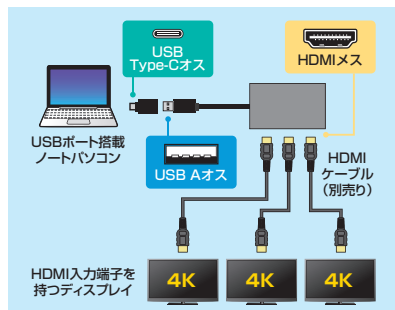 USB
Type-Cオス
HDMIメス
USBポート搭載
ノートパソコン
USB Aオス
HDMI
ケーブル
（別売り）
HDMI入力端子を
持つディスプレイ
4K
4K
4K